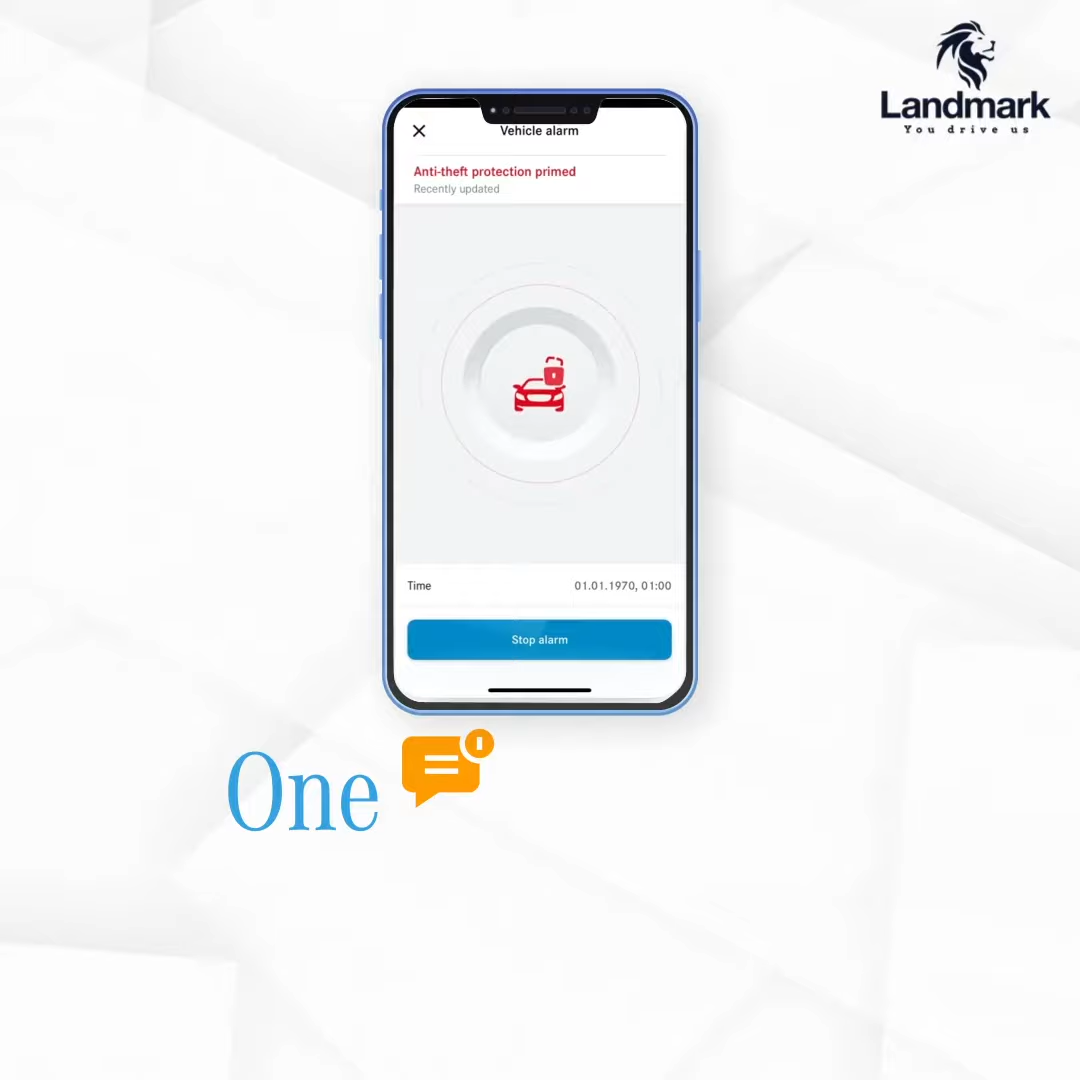 Landmark
You drive us
Vehicle alarm
Anti-theft protection primed
Recently updated
Time 01.01.1970, 01:00
Stop alarm
One